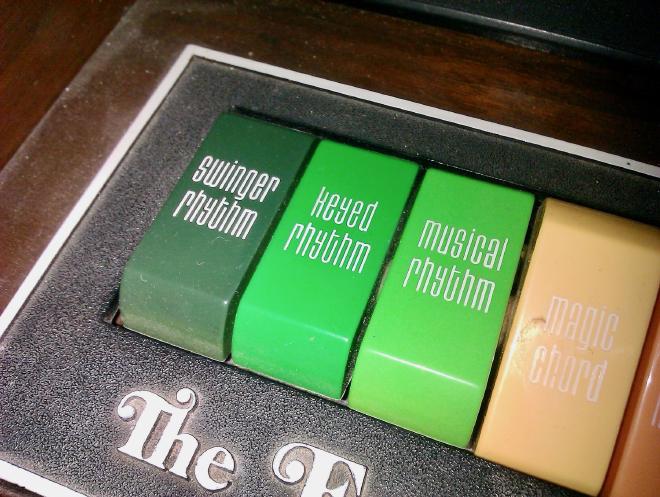 swinger
rhythm
keyed
rhythm
musical
rhythm
magic
chord
The